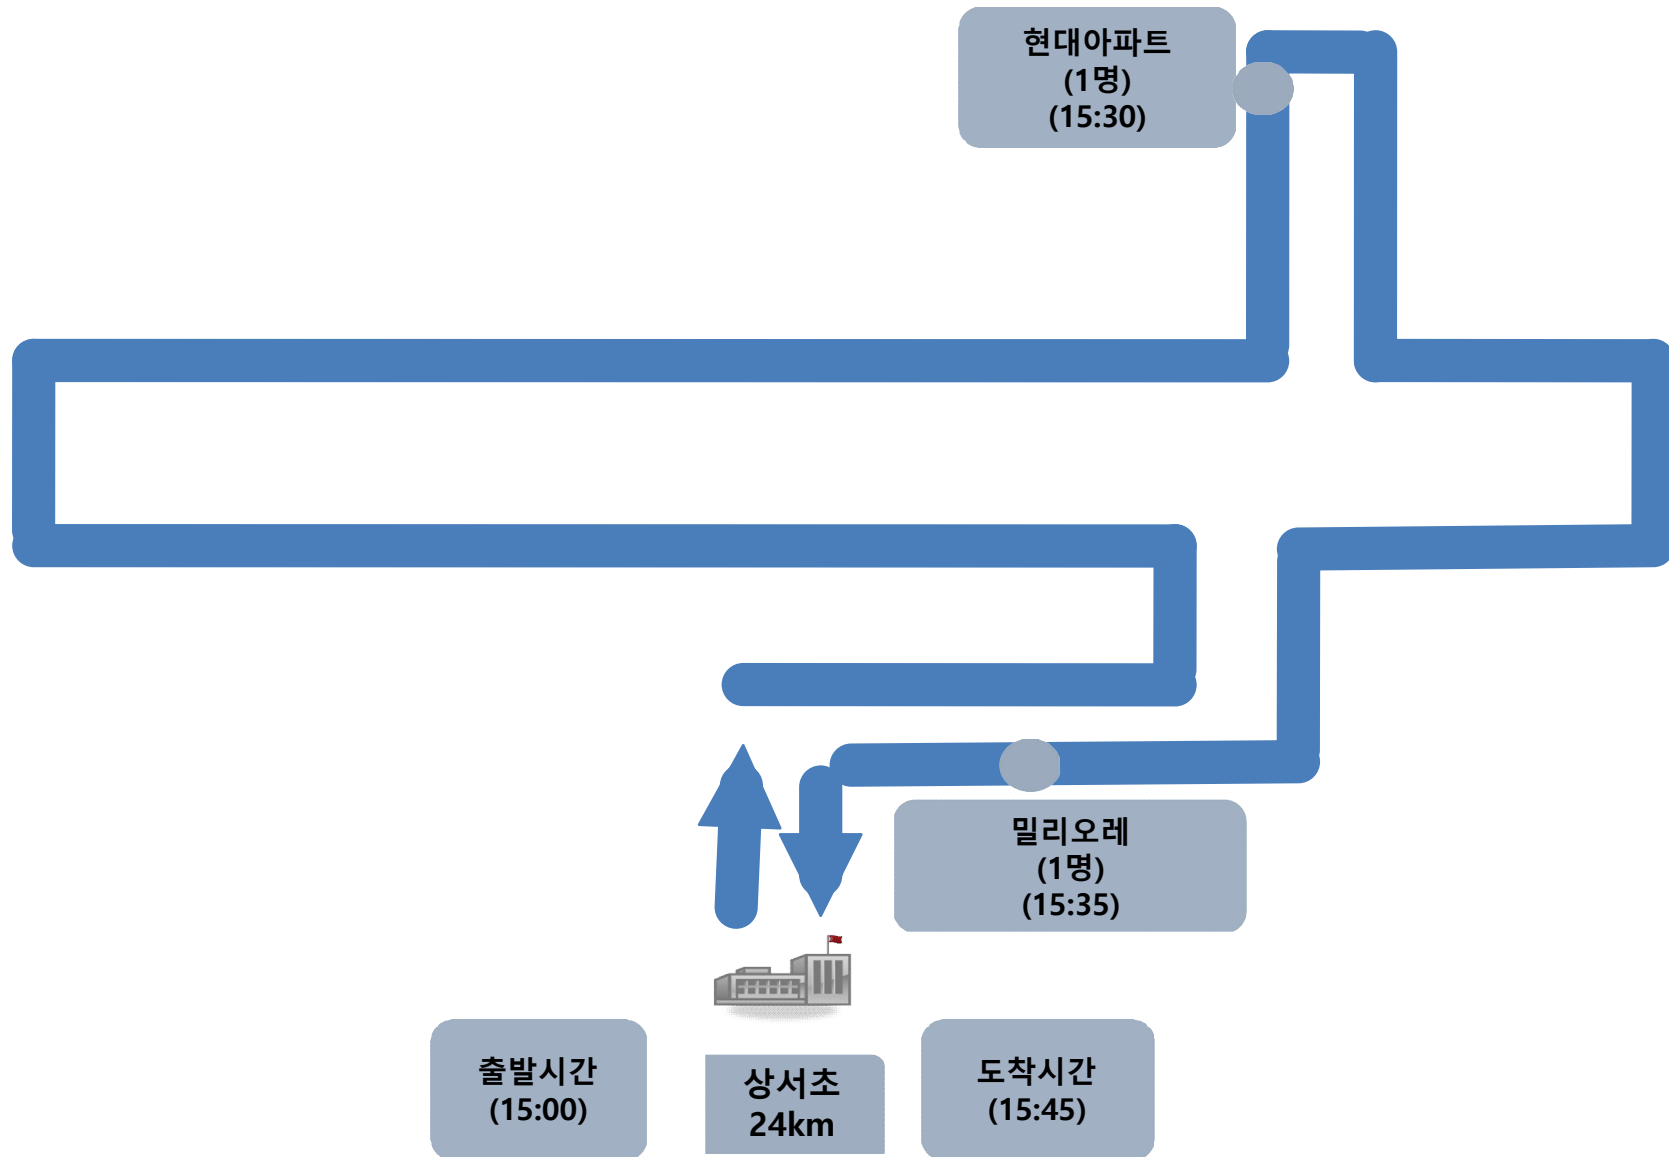 현대아파트
(1명)
(15:30)
밀리오레
(1명)
(15:35)
출발시간
(15:00)
상서초
24km
도착시간
(15:45)